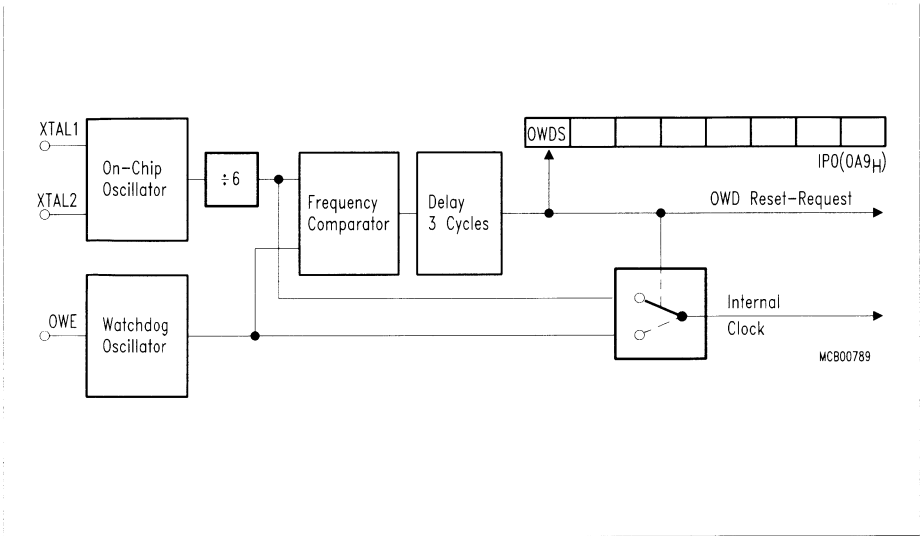 XTAL1
XTAL2
On-Chip
Oscillator
÷6
Frequency
Comparator
Delay
3 Cycles
OWDS
IP0(0A9H)
OWD Reset-Request
OWE
Watchdog
Oscillator
Internal
Clock
MCB00789